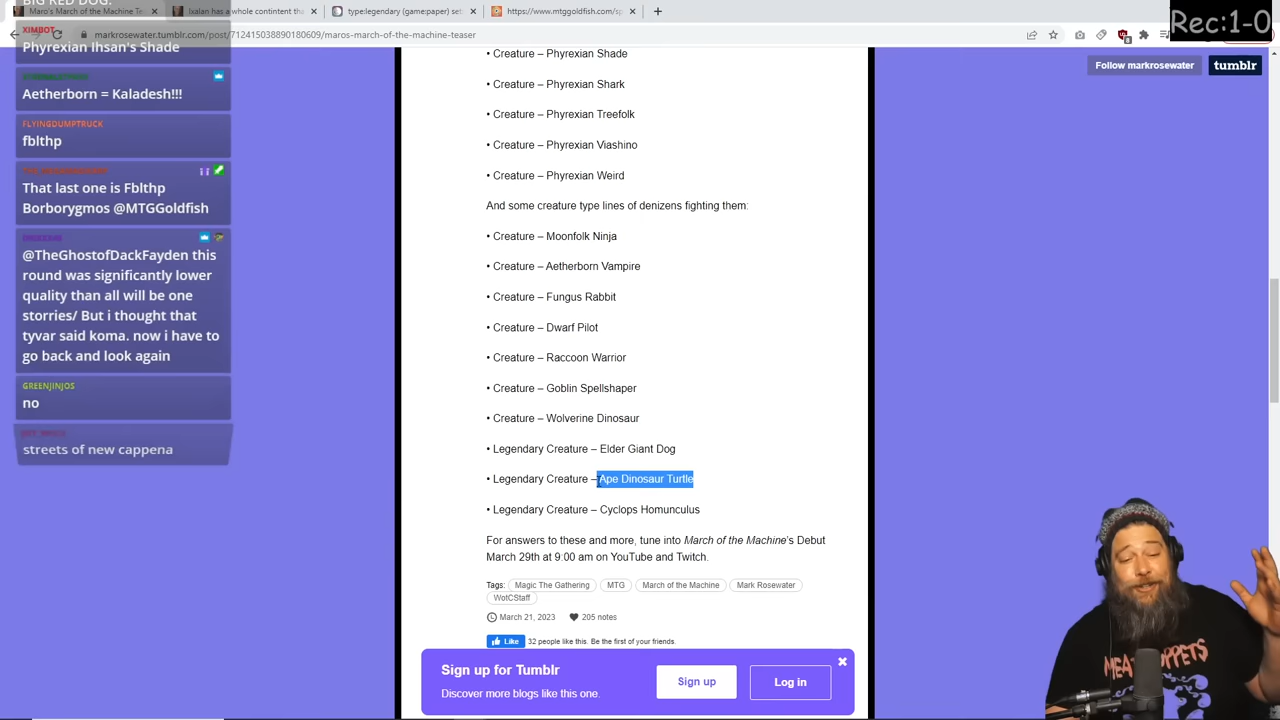 BIG RED DOG.
XIMBOT
Phyrexian Ihsan's Shade
Aetherborn = Kaladesh!!!
FLYINGDUMPTRUCK
fblthp
That last one is Fblthp
Borborygmos @MTGGoldfish
@TheGhostofDackFayden this
round was significantly lower
quality than all will be one
storries/ But i thought that
tyvar said koma. now i have to
go back and look again
GREENJINJOS
no
streets of new cappena
Maro's March of the Machine Tea
Ixalan has a whole contintent tha
type:legendary (game:paper) set:
https://www.mtggoldfish.com/sp
markrosewater.tumblr.com/post/712415038890180609/maros-march-of-the-machine-teaser
Rec:1-0
Follow markrosewater
tumblr
• Creature – Phyrexian Shade
• Creature – Phyrexian Shark
• Creature – Phyrexian Treefolk
• Creature – Phyrexian Viashino
• Creature – Phyrexian Weird
And some creature type lines of denizens fighting them:
• Creature – Moonfolk Ninja
• Creature – Aetherborn Vampire
• Creature – Fungus Rabbit
• Creature – Dwarf Pilot
• Creature – Raccoon Warrior
• Creature – Goblin Spellshaper
• Creature – Wolverine Dinosaur
• Legendary Creature – Elder Giant Dog
• Legendary Creature – Ape Dinosaur Turtle
• Legendary Creature – Cyclops Homunculus
For answers to these and more, tune into March of the Machine's Debut
March 29th at 9:00 am on YouTube and Twitch.
Tags: Magic The Gathering MTG March of the Machine Mark Rosewater
WotCStaff
March 21, 2023 205 notes
Like 32 people like this. Be the first of your friends.
Sign up for Tumblr
Discover more blogs like this one.
Sign up
Log in
MEAT PUPPETS